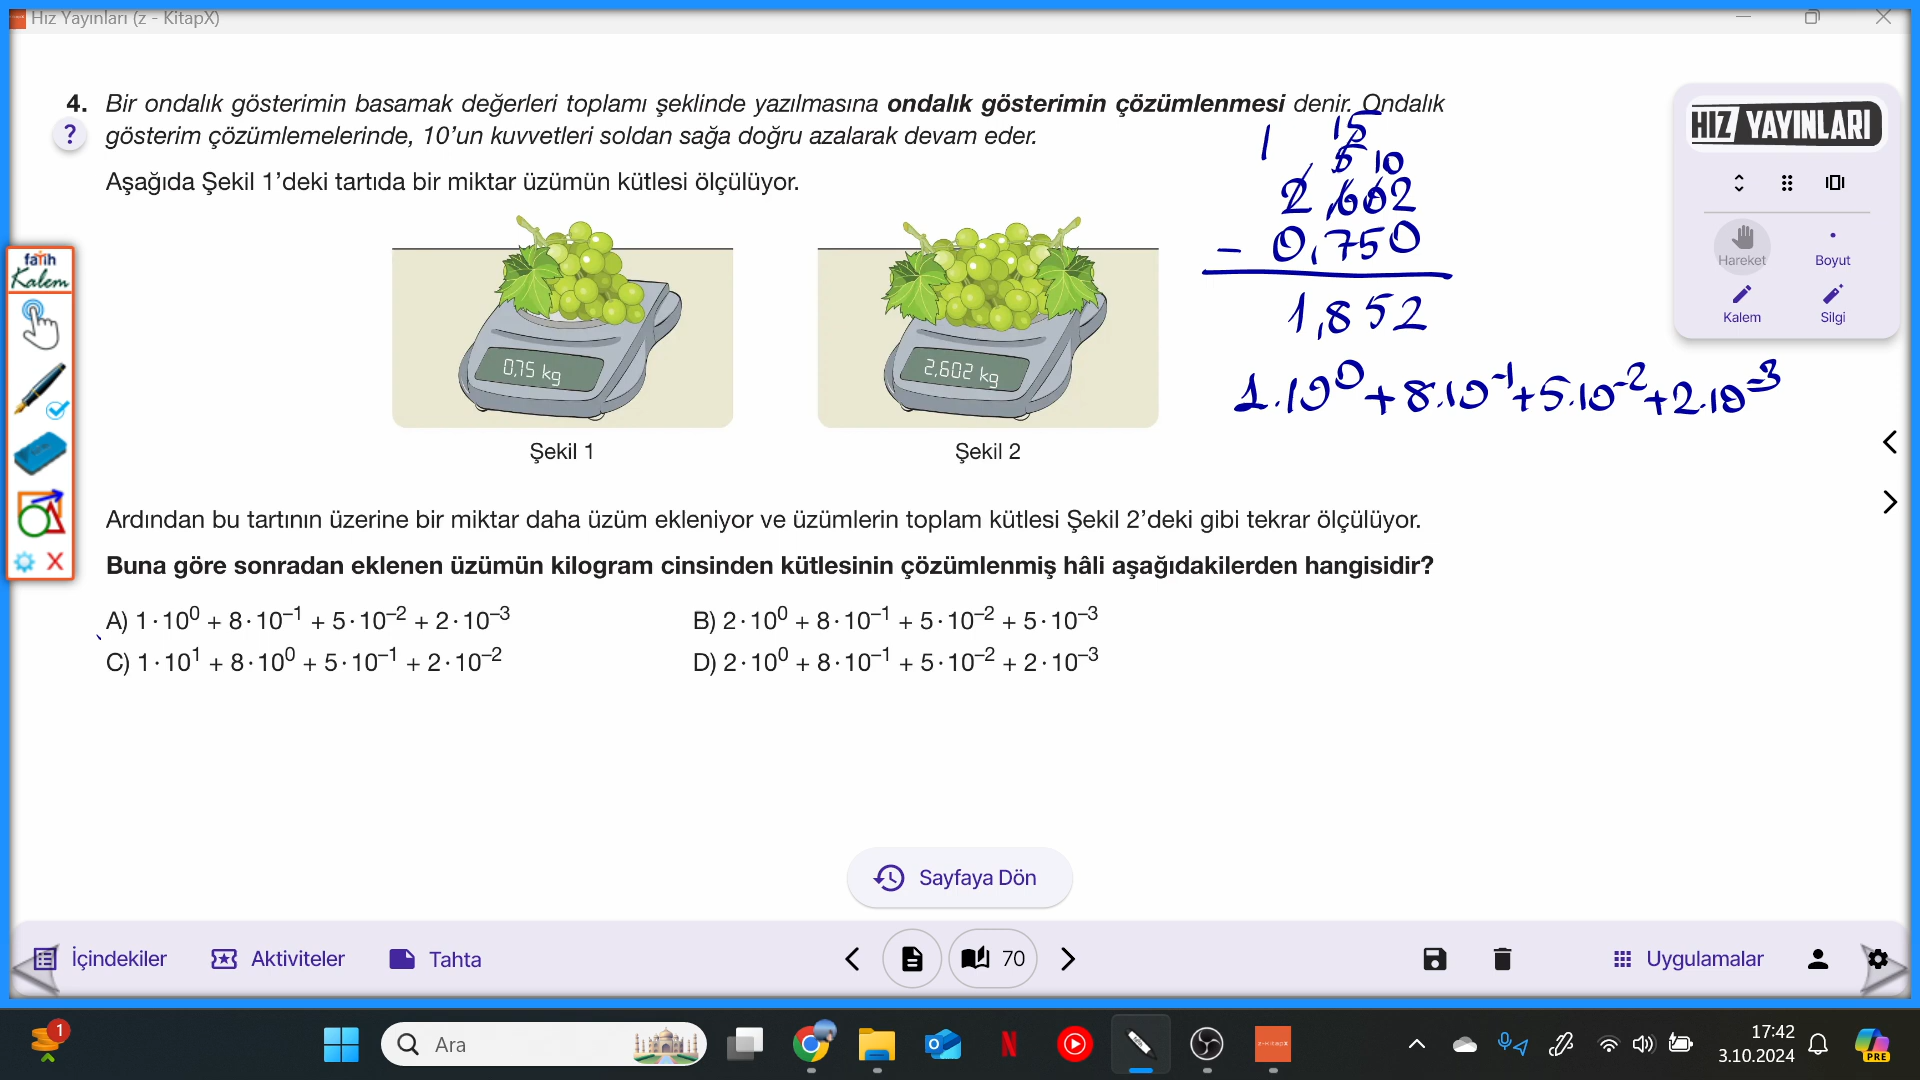 Hız Yayınları (z - KitapX)
4. Bir ondalık gösterimin basamak değerleri toplamı şeklinde yazılmasına ondalık gösterimin çözümlenmesi denir. Ondalık
? gösterim çözümlemelerinde, 10’un kuvvetleri soldan sağa doğru azalarak devam eder.
Aşağıda Şekil 1’deki tartıda bir miktar üzümün kütlesi ölçülüyor.
0,75 kg
2,602 kg
Şekil 1
Şekil 2
1 15
5 10
2,602
- 0,750
1,852
1.10⁰+8.10⁻¹+5.10⁻²+2.10⁻³
Ardından bu tartının üzerine bir miktar daha üzüm ekleniyor ve üzümlerin toplam kütlesi Şekil 2’deki gibi tekrar ölçülüyor.
Buna göre sonradan eklenen üzümün kilogram cinsinden kütlesinin çözümlenmiş hâli aşağıdakilerden hangisidir?
A) 1·10⁰ + 8·10⁻¹ + 5·10⁻² + 2·10⁻³
B) 2·10⁰ + 8·10⁻¹ + 5·10⁻² + 5·10⁻³
C) 1·10¹ + 8·10⁰ + 5·10⁻¹ + 2·10⁻²
D) 2·10⁰ + 8·10⁻¹ + 5·10⁻² + 2·10⁻³
fatih
Kalem
HIZ YAYINLARI
Hareket
Boyut
Kalem
Silgi
Sayfaya Dön
İçindekiler
Aktiviteler
Tahta
70
Uygulamalar
1
Ara
z-KitapX
17:42
3.10.2024
PRE